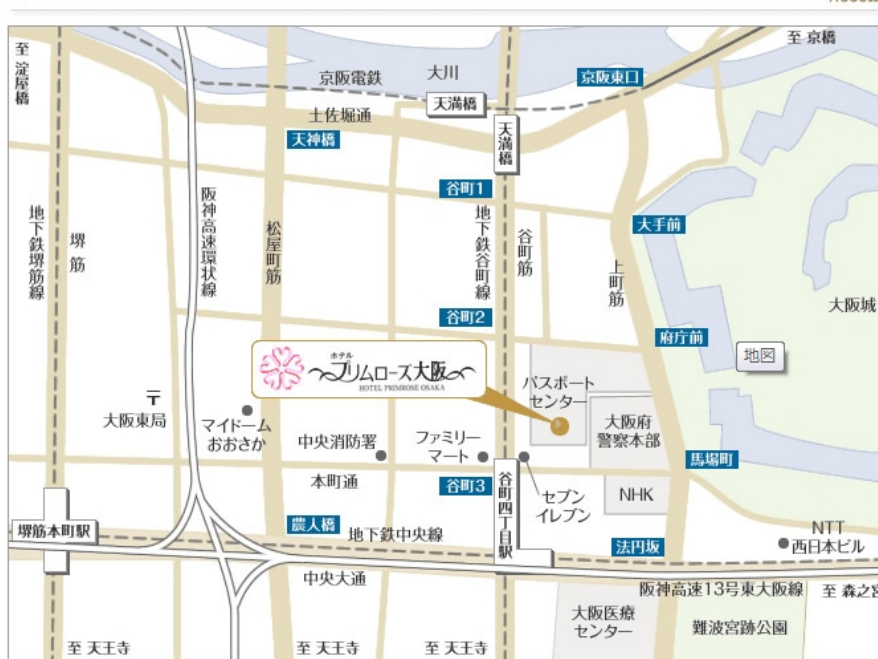 至 京橋
至 淀屋橋
京阪電鉄
大川
京阪東口
天満橋
土佐堀通
天神橋
天満橋
谷町1
地下鉄堺筋線
堺筋
阪神高速環状線
松屋町筋
地下鉄谷町線
谷町筋
大手前
上町筋
大阪城
谷町2
府庁前
地図
ホテル
プリムローズ大阪
HOTEL PRIMROSE OSAKA
パスポート
センター
〒
大阪東局
マイドーム
おおさか
中央消防署
ファミリー
マート
大阪府
警察本部
馬場町
本町通
谷町3
谷町四丁目駅
セブン
イレブン
NHK
堺筋本町駅
農人橋
地下鉄中央線
法円坂
NTT
西日本ビル
中央大通
阪神高速13号東大阪線
至 森之宮
大阪医療
センター
難波宮跡公園
至 天王寺
至 天王寺
至 天王寺